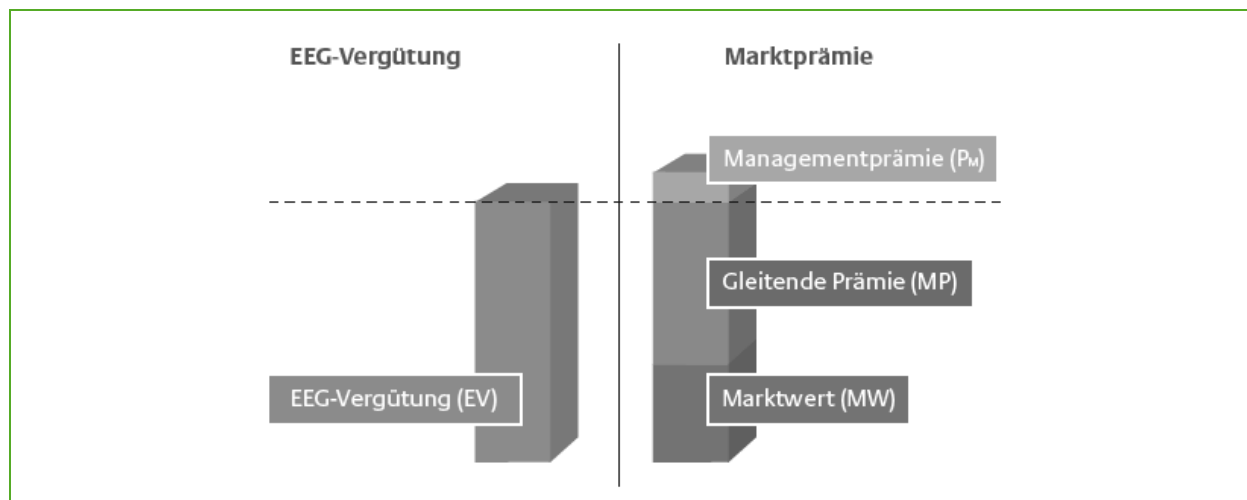 EEG-Vergütung
Marktprämie
Managementprämie (PM)
Gleitende Prämie (MP)
EEG-Vergütung (EV)
Marktwert (MW)